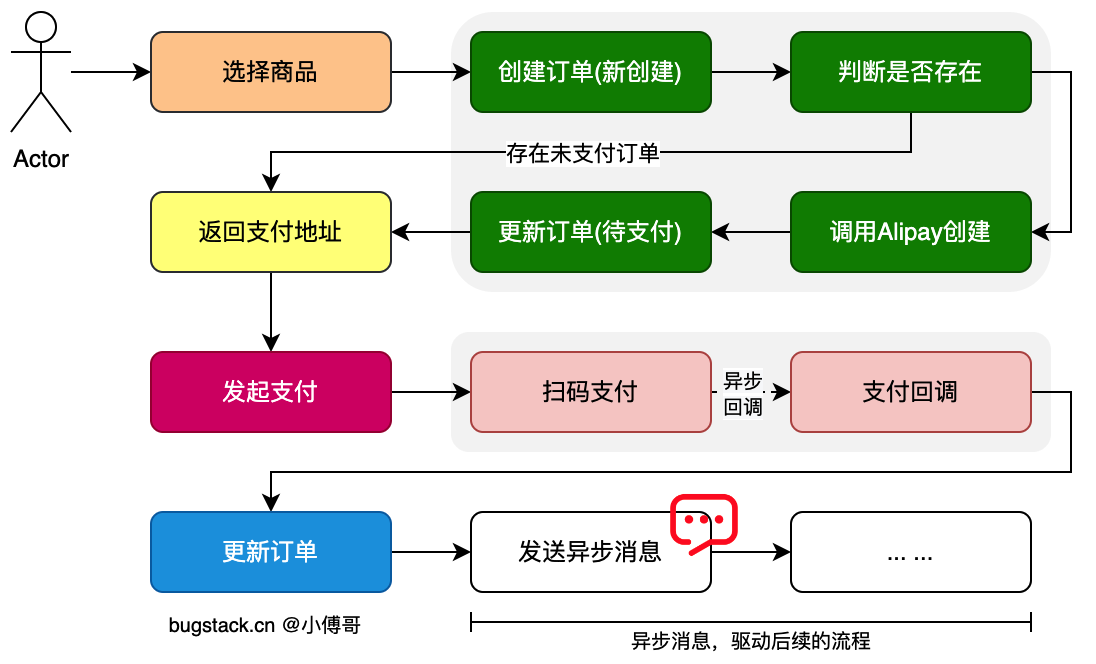 选择商品
创建订单(新创建)
判断是否存在
Actor
存在未支付订单
返回支付地址
更新订单(待支付)
调用Alipay创建
发起支付
扫码支付
异步
回调
支付回调
更新订单
发送异步消息
... ...
bugstack.cn @小傅哥
异步消息，驱动后续的流程